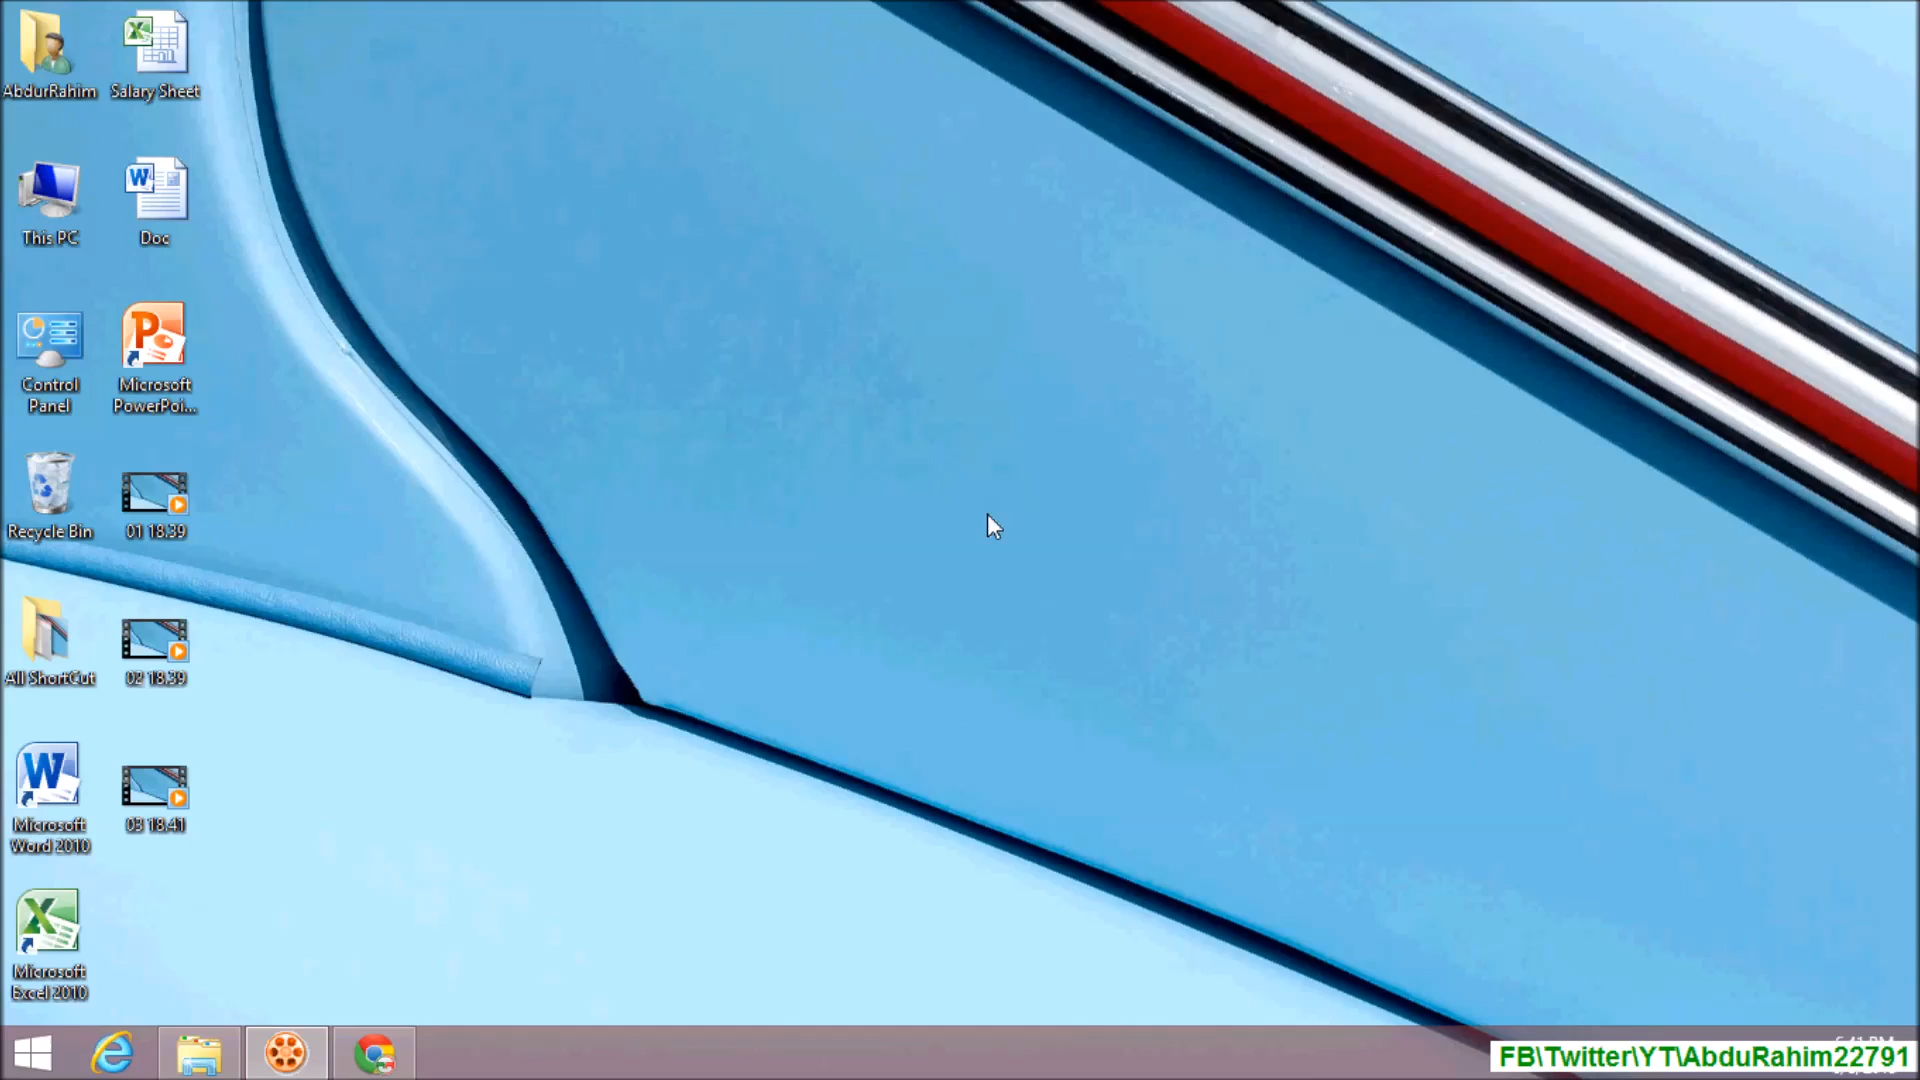 AbdurRahim
Salary Sheet
This PC
Doc
Control
Panel
Microsoft
PowerPoi...
Recycle Bin
01 18.39
All ShortCut
02 18.39
Microsoft
Word 2010
03 18.41
Microsoft
Excel 2010
FB\Twitter\YT\AbduRahim22791